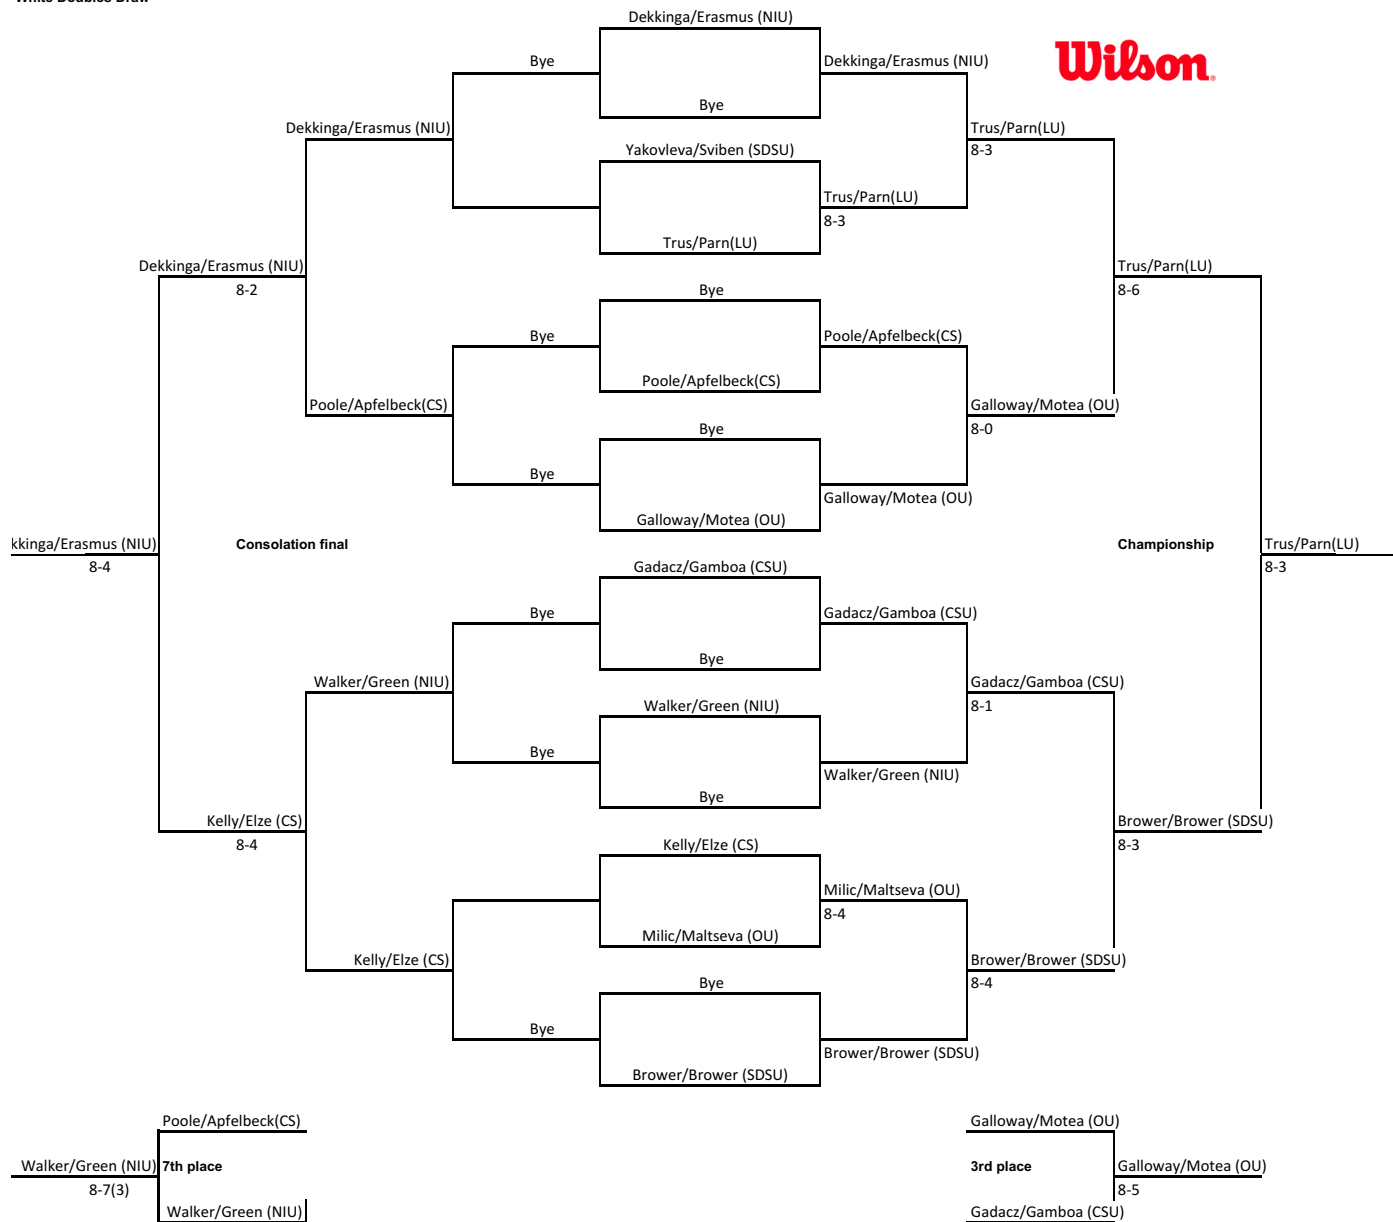 White Doubles Draw
Dekkinga/Erasmus (NIU)
Wilson®
Bye
Dekkinga/Erasmus (NIU)
Bye
Dekkinga/Erasmus (NIU)
Trus/Parn(LU)
Yakovleva/Sviben (SDSU)
8-3
Trus/Parn(LU)
8-3
Trus/Parn(LU)
Dekkinga/Erasmus (NIU)
Trus/Parn(LU)
8-2
Bye
8-6
Bye
Poole/Apfelbeck(CS)
Poole/Apfelbeck(CS)
Poole/Apfelbeck(CS)
Galloway/Motea (OU)
Bye
8-0
Bye
Galloway/Motea (OU)
Galloway/Motea (OU)
kkinga/Erasmus (NIU)
Consolation final
Championship
Trus/Parn(LU)
8-4
Gadacz/Gamboa (CSU)
8-3
Bye
Gadacz/Gamboa (CSU)
Bye
Walker/Green (NIU)
Gadacz/Gamboa (CSU)
Walker/Green (NIU)
8-1
Bye
Walker/Green (NIU)
Bye
Kelly/Elze (CS)
Brower/Brower (SDSU)
8-4
Kelly/Elze (CS)
8-3
Milic/Maltseva (OU)
8-4
Milic/Maltseva (OU)
Kelly/Elze (CS)
Brower/Brower (SDSU)
Bye
8-4
Bye
Brower/Brower (SDSU)
Brower/Brower (SDSU)
Poole/Apfelbeck(CS)
Galloway/Motea (OU)
Walker/Green (NIU)
7th place
3rd place
Galloway/Motea (OU)
8-7(3)
8-5
Walker/Green (NIU)
Gadacz/Gamboa (CSU)